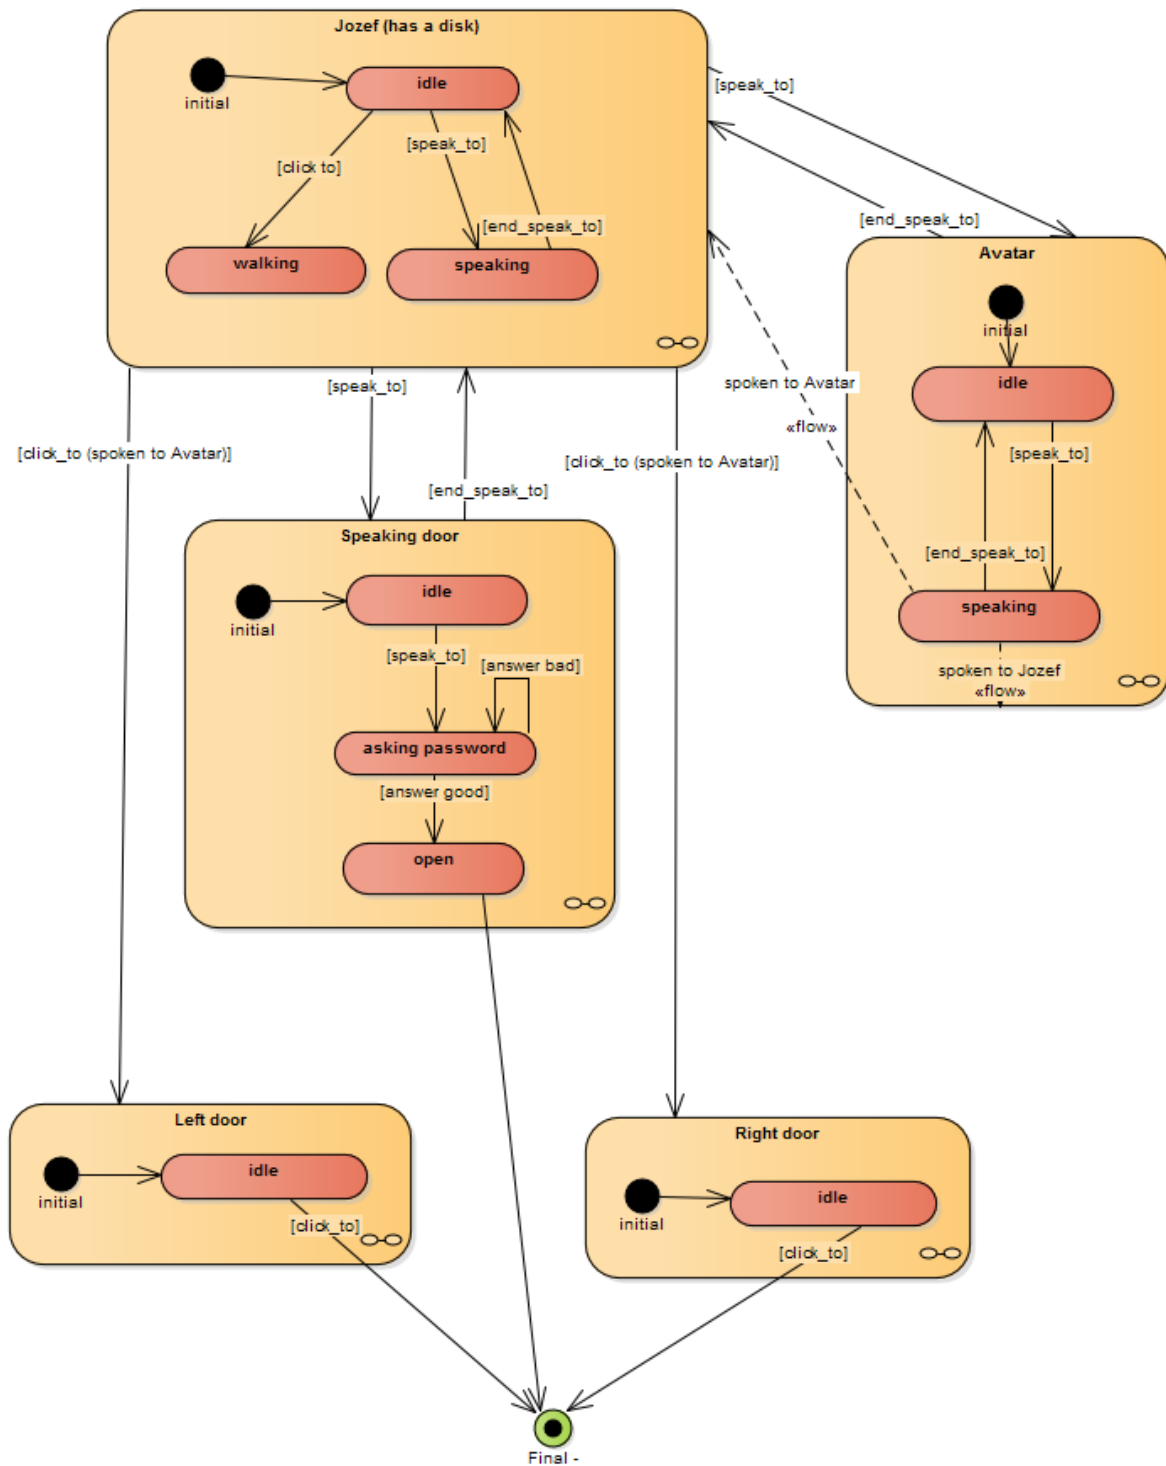 Jozef (has a disk)
initial
idle
[speak_to]
[click to]
[speak_to]
[end_speak_to]
[end_speak_to]
walking
speaking
Avatar
initial
idle
[speak_to]
spoken to Avatar
«flow»
[click_to (spoken to Avatar)]
[speak_to]
[click_to (spoken to Avatar)]
[end_speak_to]
[end_speak_to]
speaking
spoken to Jozef
«flow»
Speaking door
initial
idle
[speak_to]
[answer bad]
asking password
[answer good]
open
Left door
initial
idle
[click_to]
Right door
initial
idle
[click_to]
Final -